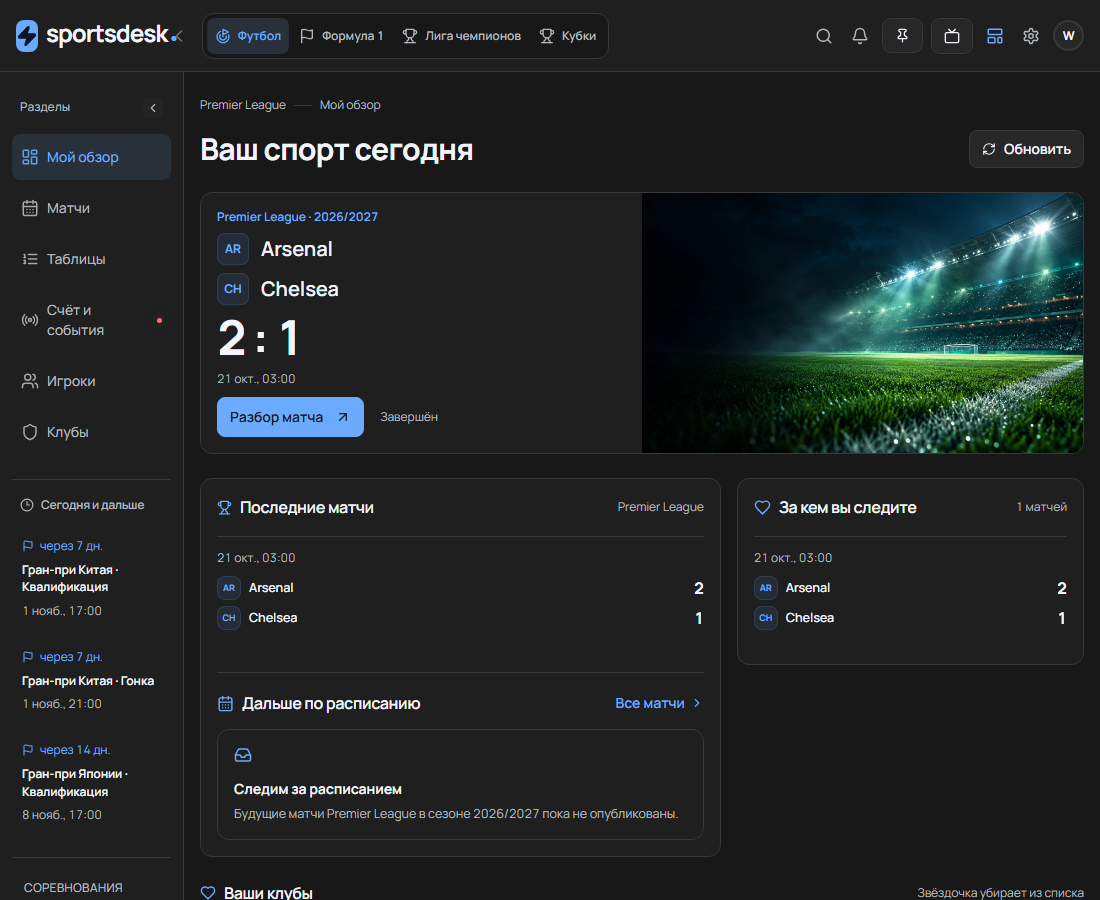 sportsdesk.
Футбол
Формула 1
Лига чемпионов
Кубки
W
Разделы
Мой обзор
Матчи
Таблицы
Счёт и
события
Игроки
Клубы
Сегодня и дальше
через 7 дн.
Гран-при Китая ·
Квалификация
1 нояб., 17:00
через 7 дн.
Гран-при Китая · Гонка
1 нояб., 21:00
через 14 дн.
Гран-при Японии ·
Квалификация
8 нояб., 17:00
СОРЕВНОВАНИЯ
Premier League — Мой обзор
Ваш спорт сегодня
Обновить
Premier League · 2026/2027
AR Arsenal
CH Chelsea
2 : 1
21 окт., 03:00
Разбор матча
Завершён
Последние матчи
Premier League
21 окт., 03:00
AR Arsenal 2
CH Chelsea 1
Дальше по расписанию
Все матчи
Следим за расписанием
Будущие матчи Premier League в сезоне 2026/2027 пока не опубликованы.
За кем вы следите
1 матчей
21 окт., 03:00
AR Arsenal 2
CH Chelsea 1
Ваши клубы
Звёздочка убирает из списка